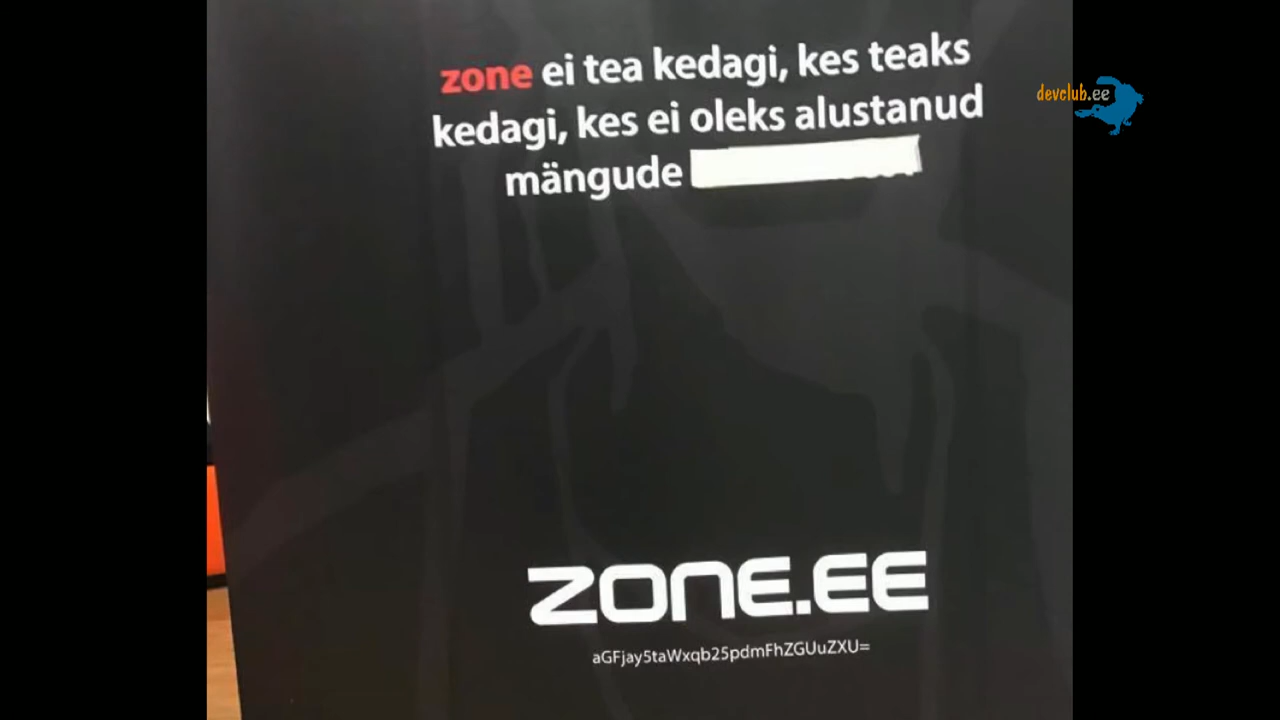 zone ei tea kedagi, kes teaks
kedagi, kes ei oleks alustanud
mängude
devclub.ee
ZONE.EE
aGFjay5taWxqb25pdmFhZGUuZXU=